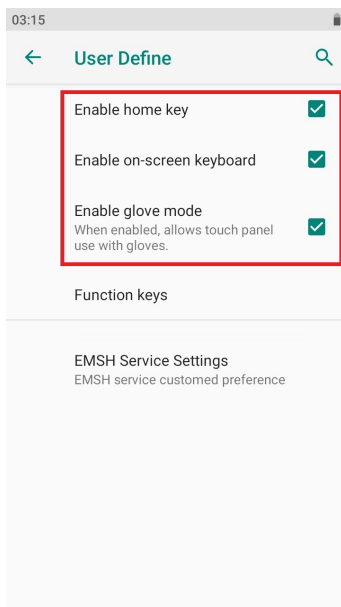 03:15
User Define
Enable home key
Enable on-screen keyboard
Enable glove mode
When enabled, allows touch panel
use with gloves.
Function keys
EMSH Service Settings
EMSH service customed preference